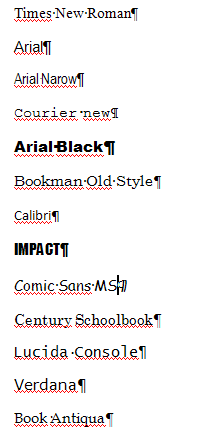 Times·New·Roman¶
Arial¶
Arial·Narow¶
Courier·new¶
Arial·Black¶
Bookman·Old·Style¶
Calibri¶
IMPACT¶
Comic·Sans·MS¶
Century·Schoolbook¶
Lucida·Console¶
Verdana¶
Book·Antiqua¶